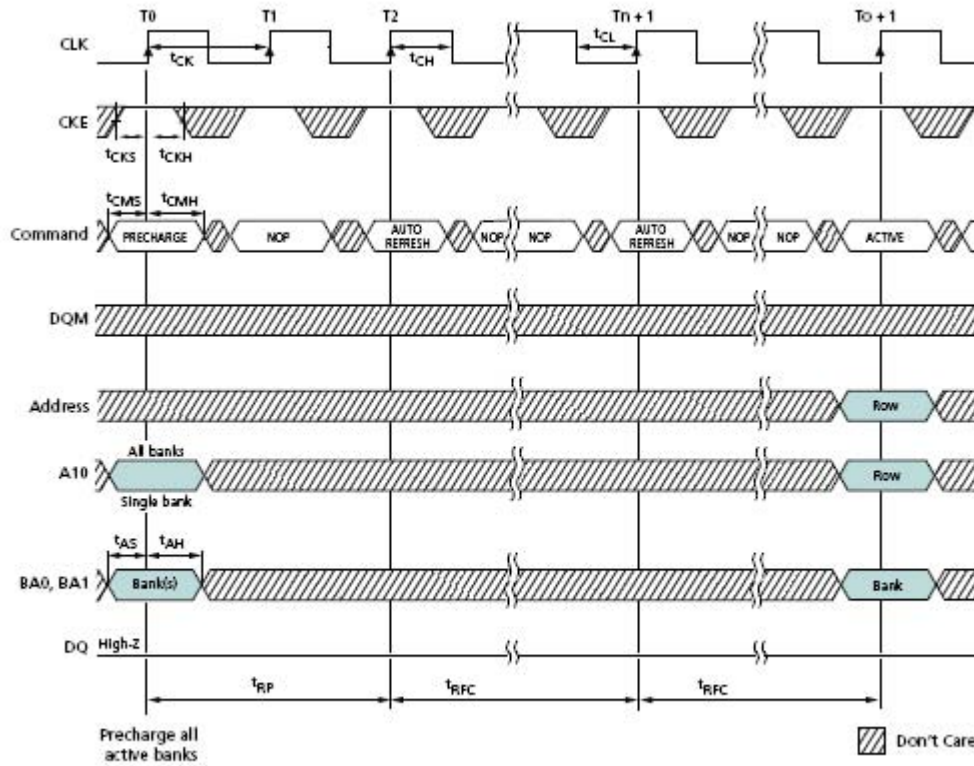 T0 T1 T2 Tn + 1 To + 1
CLK
tCK tCH tCL
CKE
tCKS tCKH
tCMS tCMH
Command PRECHARGE NOP AUTO REFRESH NOP NOP AUTO REFRESH NOP NOP ACTIVE
DQM
Address Row
All banks
A10 Row
Single bank
tAS tAH
BA0, BA1 Bank(s) Bank
DQ High-Z
tRP tRFC tRFC
Precharge all
active banks
Don't Care